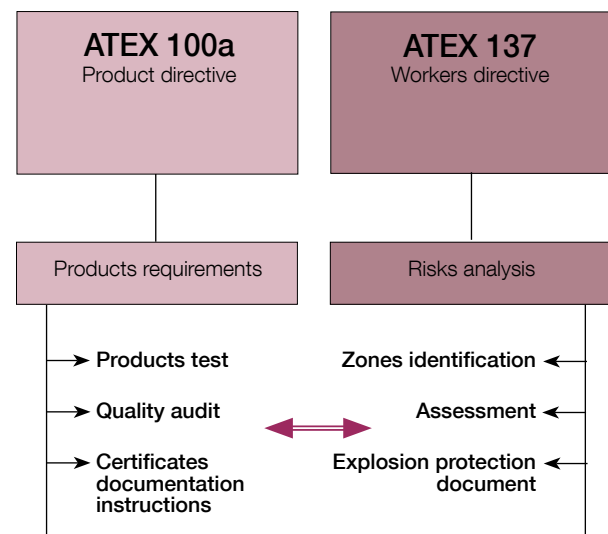 ATEX 100a
Product directive
ATEX 137
Workers directive
Products requirements
Risks analysis
Products test
Quality audit
Certificates
documentation
instructions
Zones identification
Assessment
Explosion protection
document